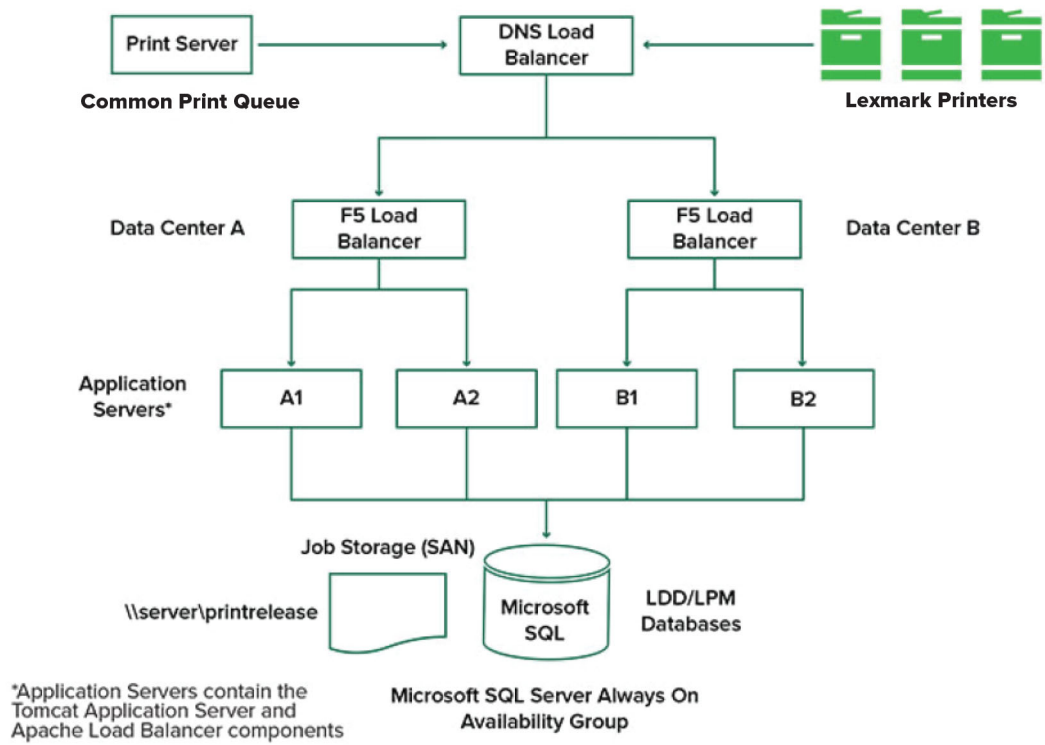 Print Server
DNS Load
Balancer
Common Print Queue
Lexmark Printers
Data Center A
F5 Load
Balancer
F5 Load
Balancer
Data Center B
Application
Servers*
A1
A2
B1
B2
Job Storage (SAN)
\\server\printrelease
Microsoft
SQL
LDD/LPM
Databases
*Application Servers contain the
Tomcat Application Server and
Apache Load Balancer components
Microsoft SQL Server Always On
Availability Group